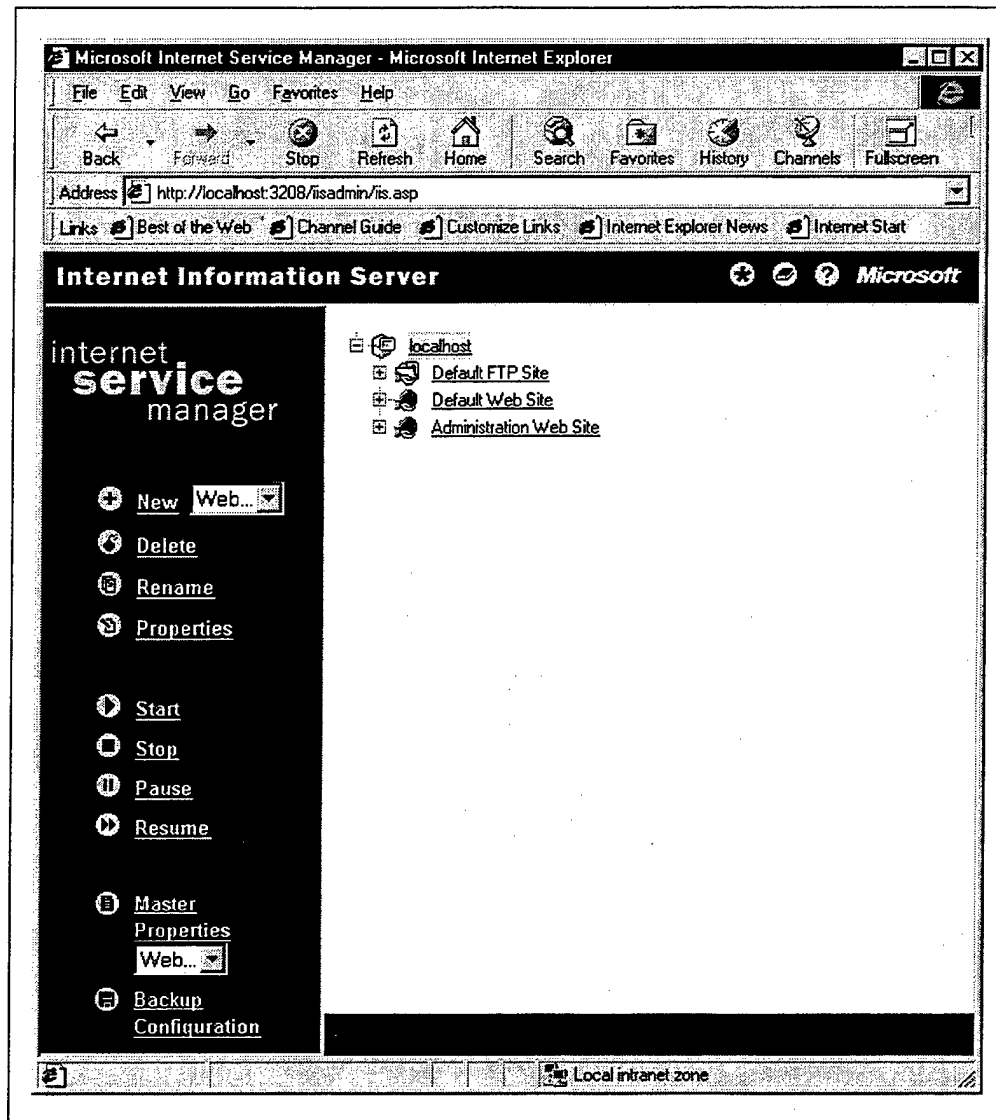 Microsoft Internet Service Manager - Microsoft Internet Explorer
File Edit View Go Favorites Help
Back Forward Stop Refresh Home Search Favorites History Channels Fullscreen
Address http://localhost:3208/iisadmin/iis.asp
Links Best of the Web Channel Guide Customize Links Internet Explorer News Internet Start
Internet Information Server Microsoft
internet
service
manager
localhost
Default FTP Site
Default Web Site
Administration Web Site
New Web...
Delete
Rename
Properties
Start
Stop
Pause
Resume
Master
Properties
Web...
Backup
Configuration
Local intranet zone